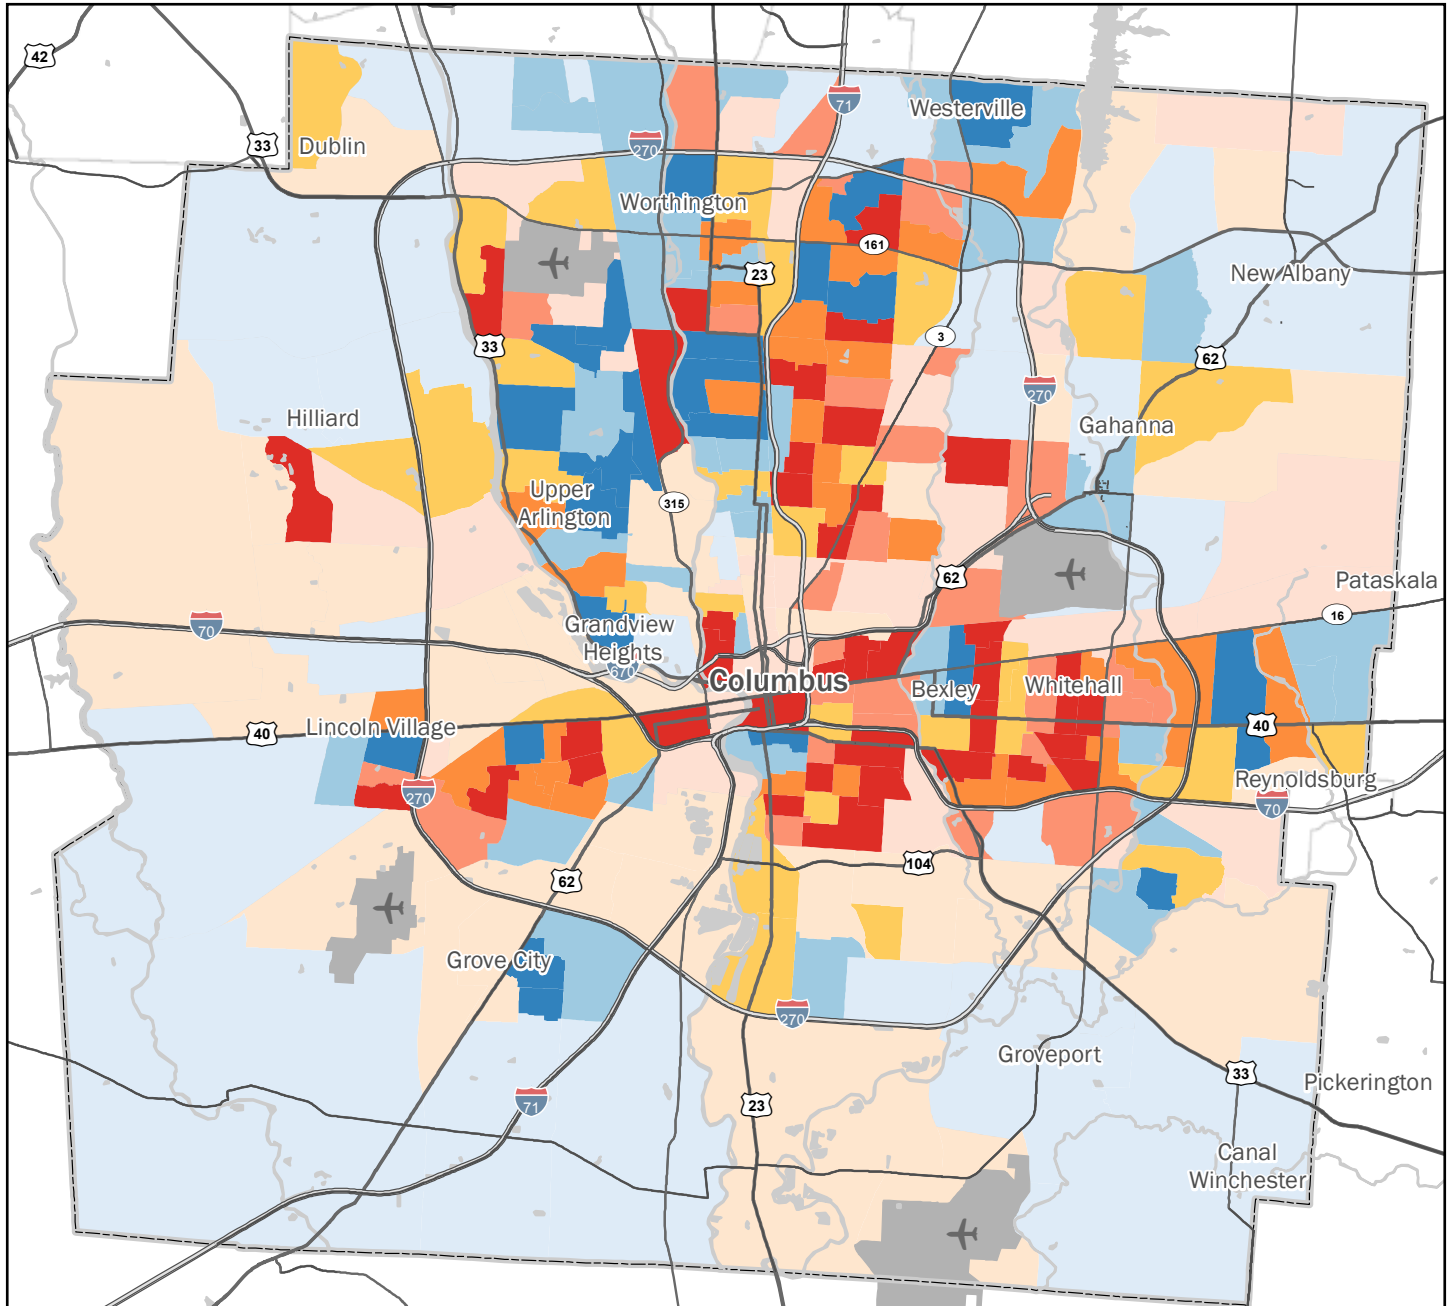 42
71
Westerville
33
Dublin
270
Worthington
161
23
New Albany
33
3
62
270
Hilliard
Gahanna
Upper
Arlington
315
62
Pataskala
16
70
Grandview
Heights
670
Columbus
Bexley
Whitehall
40
Lincoln Village
40
270
Reynoldsburg
70
104
62
Grove City
270
Groveport
33
Pickerington
71
23
Canal
Winchester